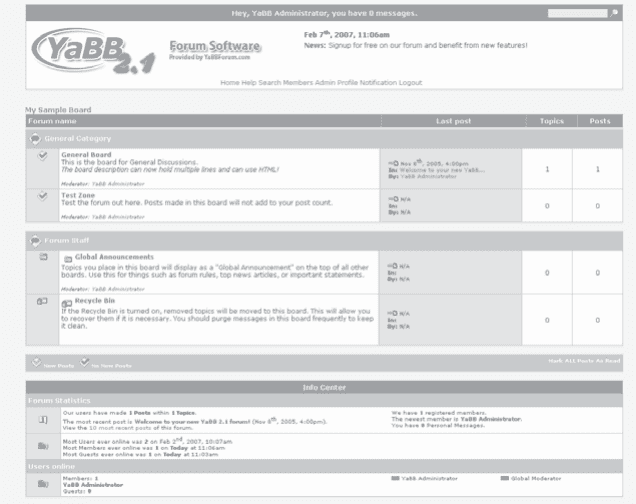 Hey, YaBB Administrator, you have 0 messages.
YaBB 2.1
Forum Software
Provided by YaBBForum.com
Feb 7th, 2007, 11:06am
News: Signup for free on our forum and benefit from new features!
Home Help Search Members Admin Profile Notification Logout
My Sample Board
Forum name Last post Topics Posts
General Category
General Board
This is the board for General Discussions.
The board description can now hold multiple lines and can use HTML!
Moderator: YaBB Administrator
Nov 6th, 2005, 4:00pm
In: Welcome to your new YaBB...
By: YaBB Administrator
1 1
Test Zone
Test the forum out here. Posts made in this board will not add to your post count.
Moderator: YaBB Administrator
N/A
In:
By: N/A
0 0
Forum Staff
Global Announcements
Topics you place in this board will display as a "Global Announcement" on the top of all other
boards. Use this for things such as forum rules, top news articles, or important statements.
Moderator: YaBB Administrator
N/A
In:
By: N/A
0 0
Recycle Bin
If the Recycle Bin is turned on, removed topics will be moved to this board. This will allow you
to recover them if it is necessary. You should purge messages in this board frequently to keep
it clean.
N/A
In:
By: N/A
0 0
New Posts No New Posts
Mark ALL Posts As Read
Info Center
Forum Statistics
Our users have made 1 Posts within 1 Topics.
The most recent post is Welcome to your new YaBB 2.1 forum! (Nov 6th, 2005, 4:00pm).
View the 10 most recent posts of this forum.
We have 1 registered members.
The newest member is YaBB Administrator.
You have 0 Personal Messages.
Most Users ever online was 2 on Feb 2nd, 2007, 10:07am
Most Members ever online was 1 on Today at 11:06am
Most Guests ever online was 1 on Today at 11:03am
Users online
Members: 1
YaBB Administrator
Guests: 0
YaBB Administrator
Global Moderator